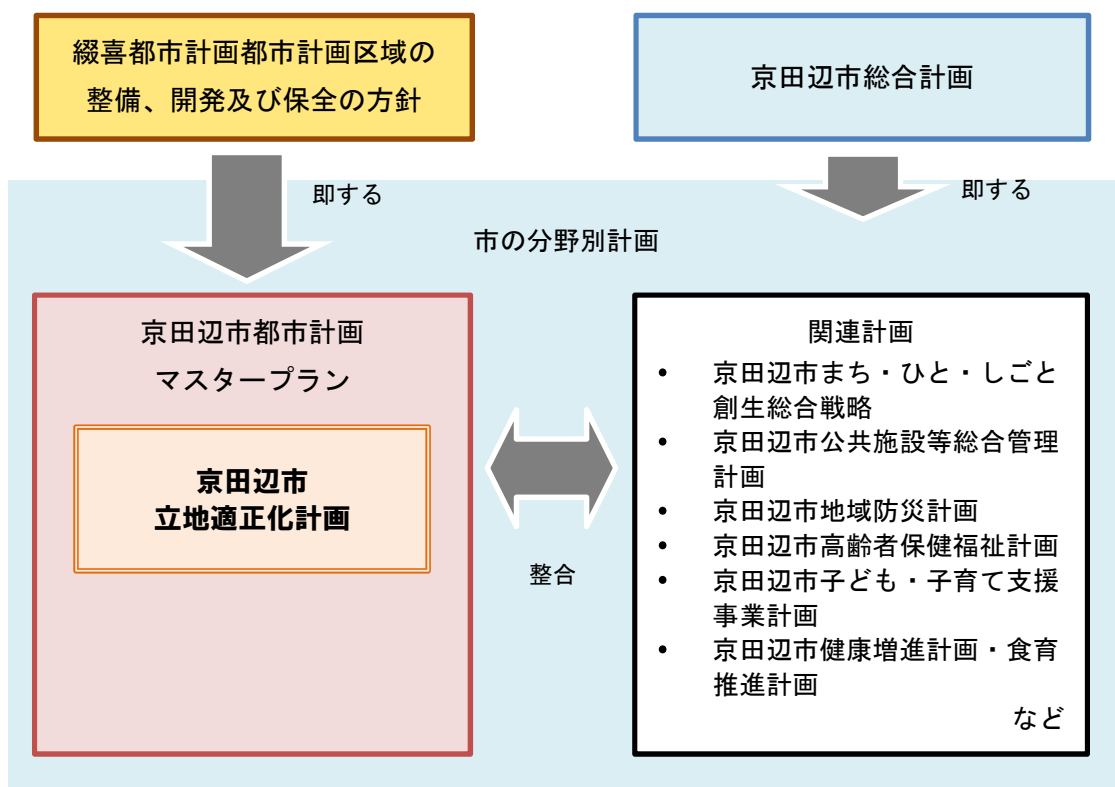 綴喜都市計画都市計画区域の
整備、開発及び保全の方針
京田辺市総合計画
即する
即する
市の分野別計画
京田辺市都市計画
マスタープラン
京田辺市
立地適正化計画
整合
関連計画
• 京田辺市まち・ひと・しごと
創生総合戦略
• 京田辺市公共施設等総合管理
計画
• 京田辺市地域防災計画
• 京田辺市高齢者保健福祉計画
• 京田辺市子ども・子育て支援
事業計画
• 京田辺市健康増進計画・食育
推進計画
など